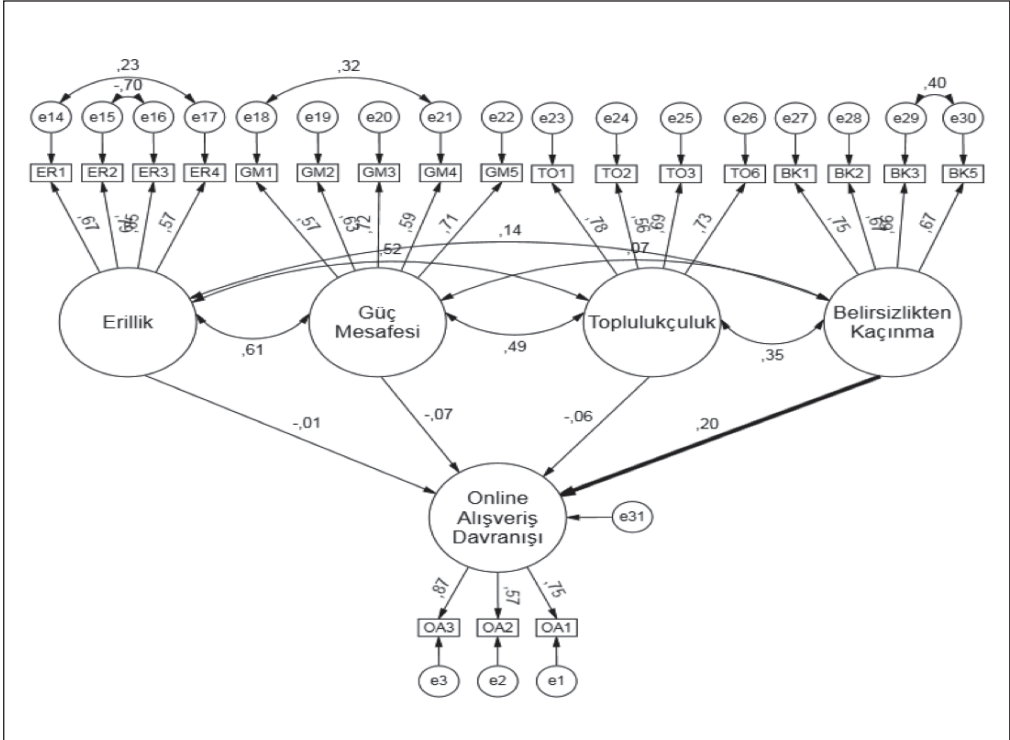 ,23
,32
-,70
,40
e14
e15
e16
e17
e18
e19
e20
e21
e22
e23
e24
e25
e26
e27
e28
e29
e30
ER1
ER2
ER3
ER4
GM1
GM2
GM3
GM4
GM5
TO1
TO2
TO3
TO6
BK1
BK2
BK3
BK5
,67
,57
,57
,63
,72
,59
,71
,78
,56
,69
,73
,75
,67
,14
,52
,07
Erillik
Güç
Mesafesi
Toplulukçuluk
Belirsizlikten
Kaçınma
,61
,49
,35
-,01
-,07
-,06
,20
Online
Alışveriş
Davranışı
e31
,87
,57
,75
OA3
OA2
OA1
e3
e2
e1